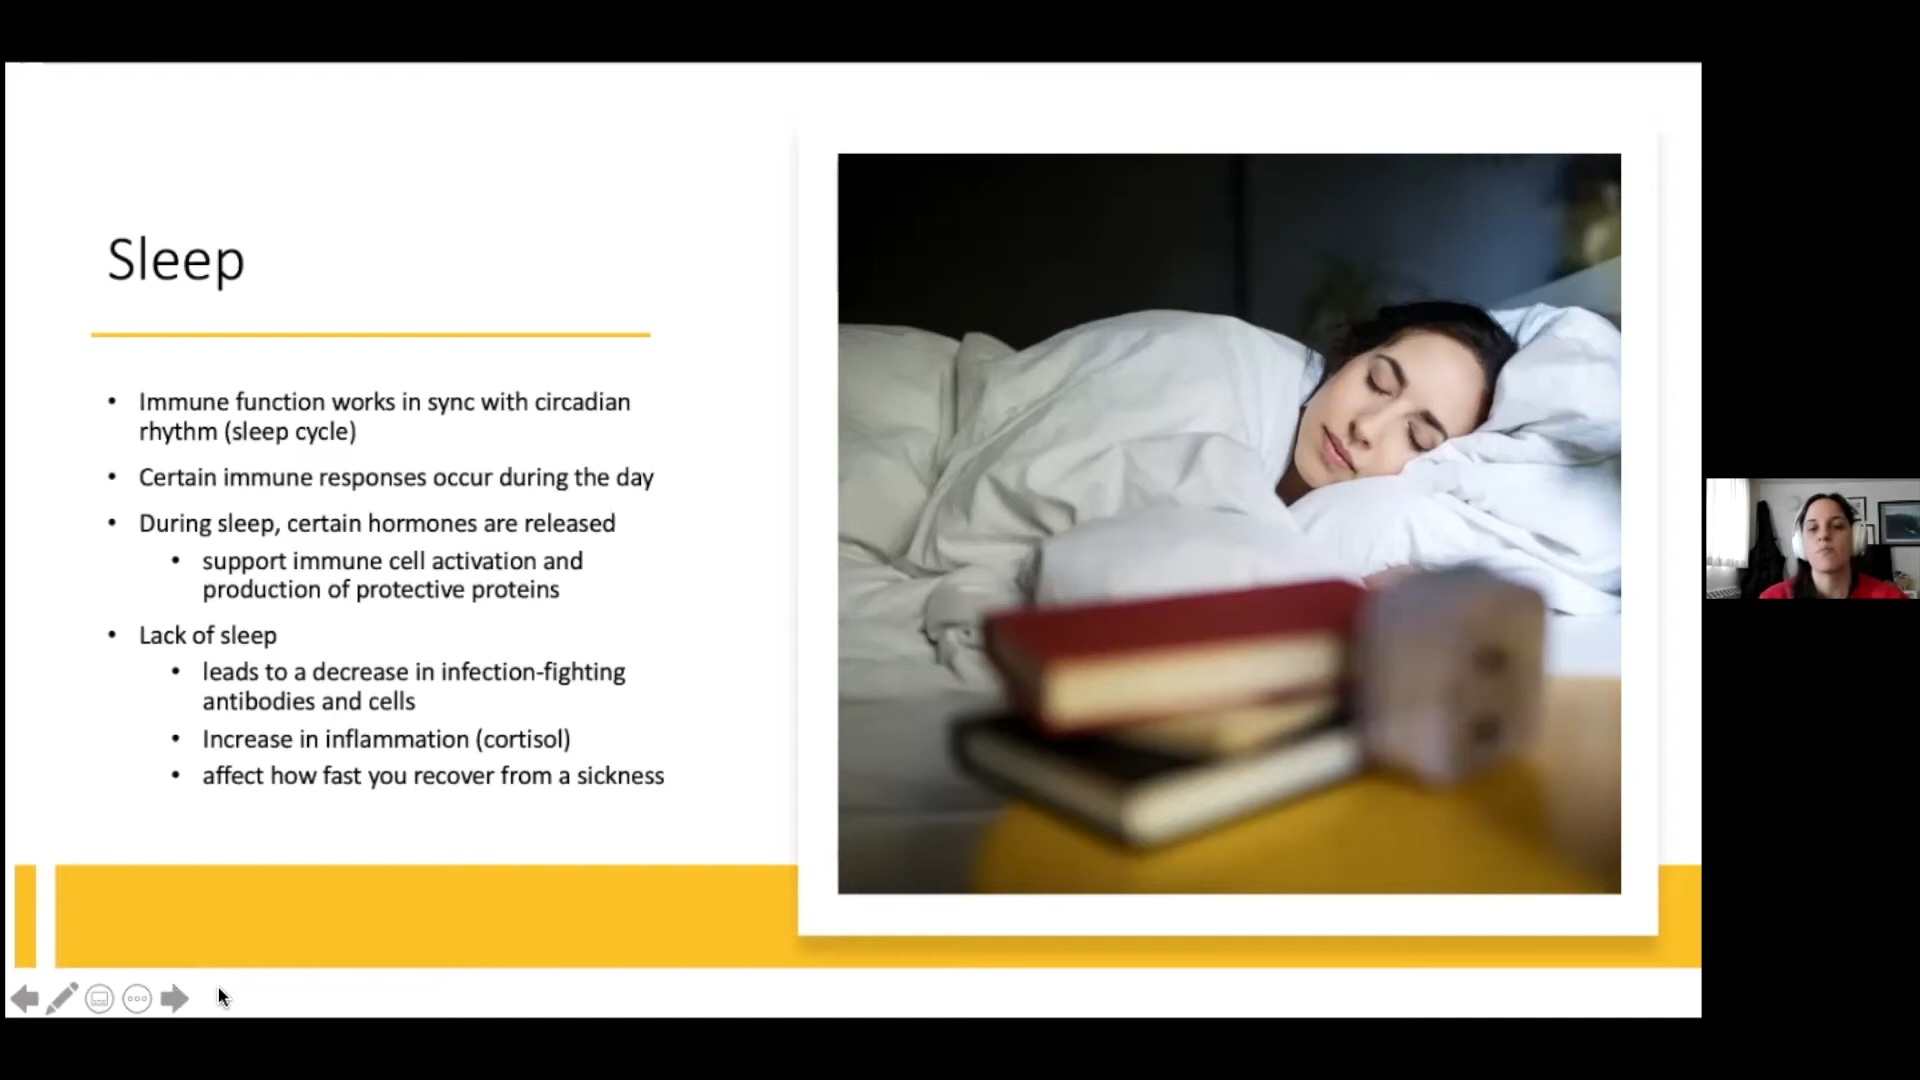 Sleep
• Immune function works in sync with circadian
rhythm (sleep cycle)
• Certain immune responses occur during the day
• During sleep, certain hormones are released
• support immune cell activation and
production of protective proteins
• Lack of sleep
• leads to a decrease in infection-fighting
antibodies and cells
• Increase in inflammation (cortisol)
• affect how fast you recover from a sickness